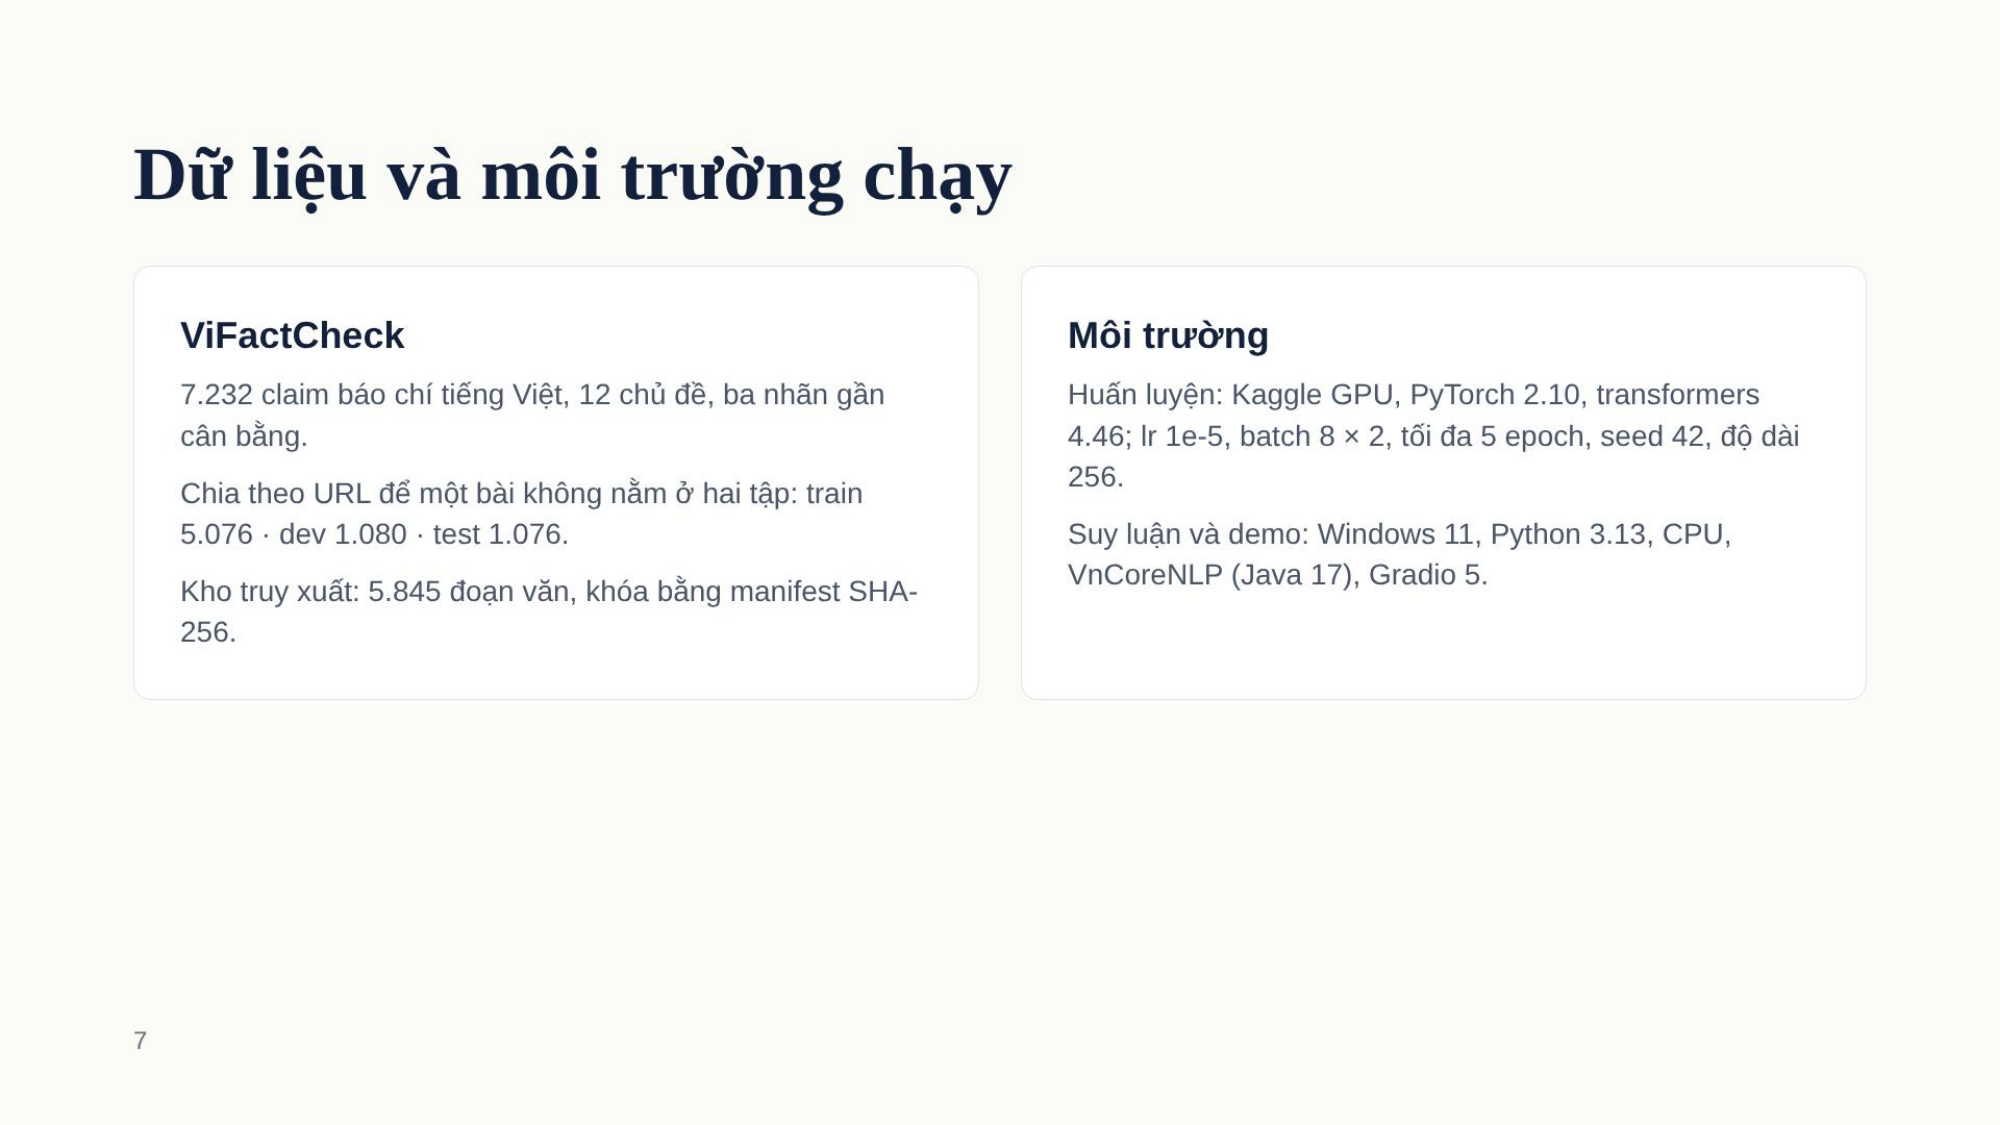 Dữ liệu và môi trường chạy
ViFactCheck
7.232 claim báo chí tiếng Việt, 12 chủ đề, ba nhãn gần
cân bằng.
Chia theo URL để một bài không nằm ở hai tập: train
5.076 · dev 1.080 · test 1.076.
Kho truy xuất: 5.845 đoạn văn, khóa bằng manifest SHA-
256.
Môi trường
Huấn luyện: Kaggle GPU, PyTorch 2.10, transformers
4.46; lr 1e-5, batch 8 × 2, tối đa 5 epoch, seed 42, độ dài
256.
Suy luận và demo: Windows 11, Python 3.13, CPU,
VnCoreNLP (Java 17), Gradio 5.
7